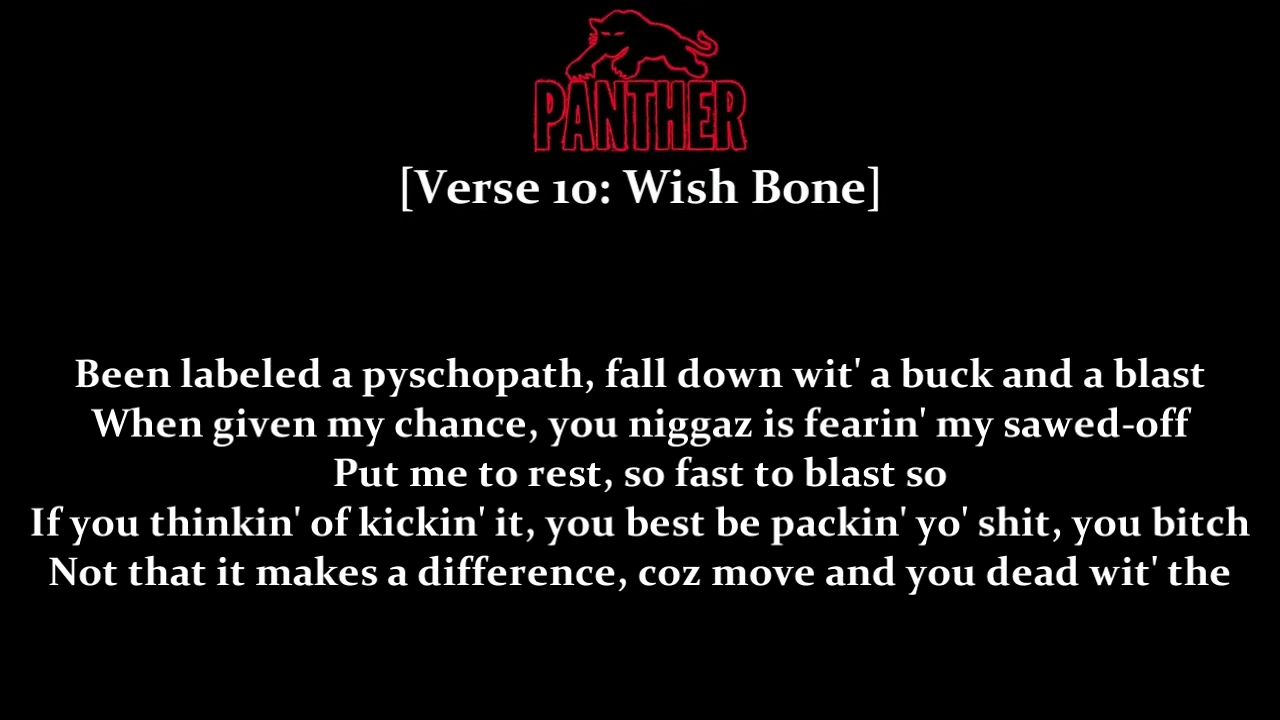 PANTHER
[Verse 10: Wish Bone]
Been labeled a pyschopath, fall down wit' a buck and a blast
When given my chance, you niggaz is fearin' my sawed-off
Put me to rest, so fast to blast so
If you thinkin' of kickin' it, you best be packin' yo' shit, you bitch
Not that it makes a difference, coz move and you dead wit' the